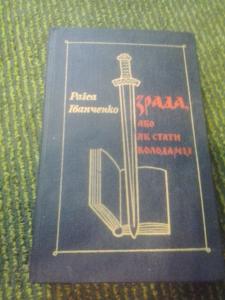 Раїса
Іванченко
Зрада,
або
як стати
володарем